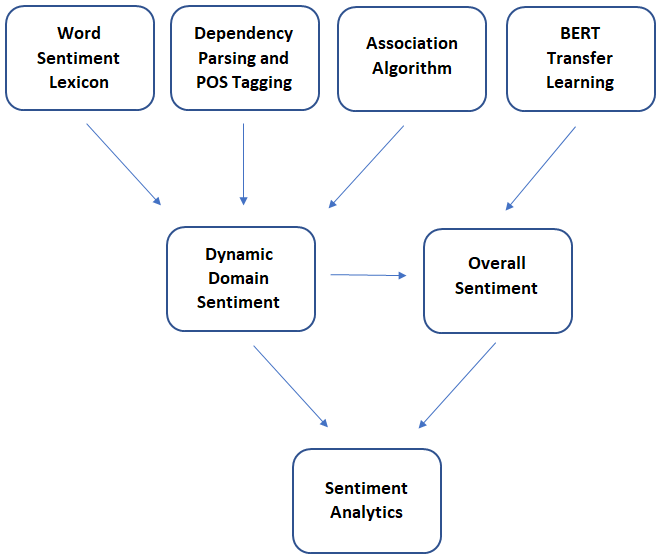 Word
Sentiment
Lexicon
Dependency
Parsing and
POS Tagging
Association
Algorithm
BERT
Transfer
Learning
Dynamic
Domain
Sentiment
Overall
Sentiment
Sentiment
Analytics